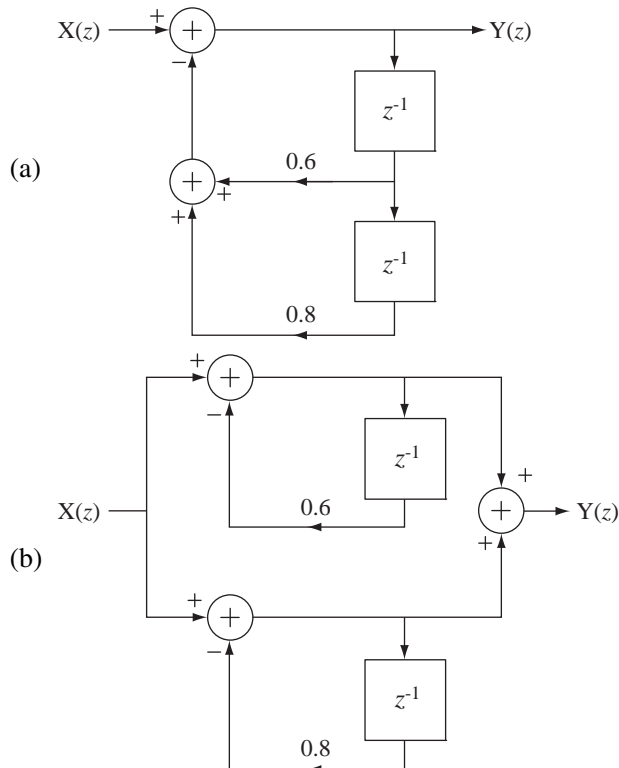 X(z) + + Y(z)
−
z⁻¹
0.6
(a) + +
+
z⁻¹
0.8
+ +
−
z⁻¹
+
X(z) 0.6 + Y(z)
+
(b)
+ +
−
z⁻¹
0.8